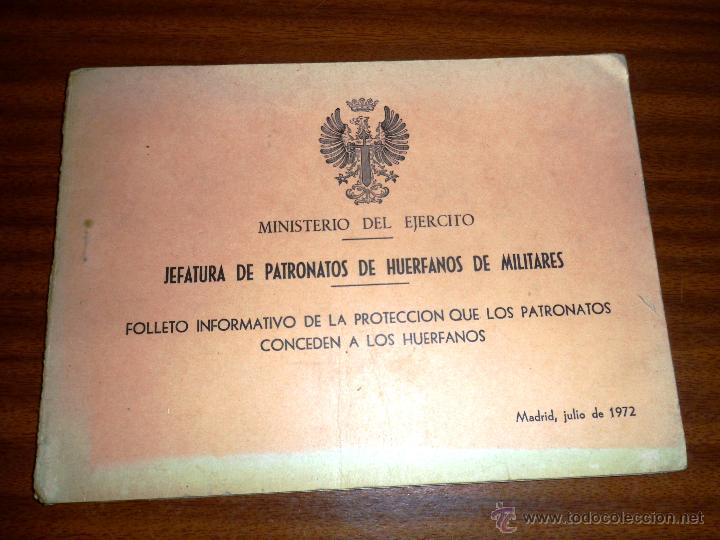 MINISTERIO DEL EJERCITO
JEFATURA DE PATRONATOS DE HUERFANOS DE MILITARES
FOLLETO INFORMATIVO DE LA PROTECCION QUE LOS PATRONATOS
CONCEDEN A LOS HUERFANOS
Madrid, julio de 1972
© www.todocoleccion.net